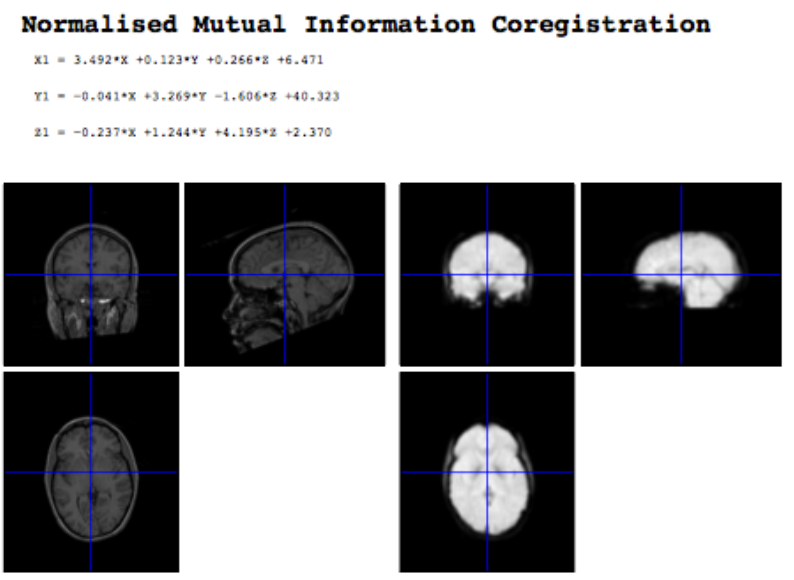 Normalised Mutual Information Coregistration
X1 = 3.492*X +0.123*Y +0.266*Z +6.471
Y1 = -0.041*X +3.269*Y -1.606*Z +40.323
Z1 = -0.237*X +1.244*Y +4.195*Z +2.370